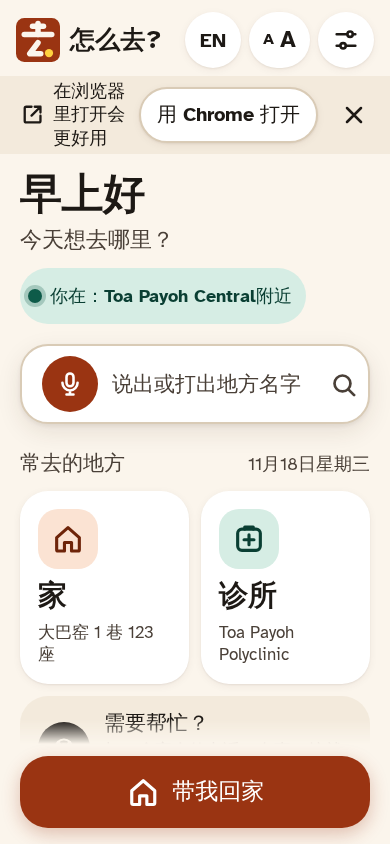 去 怎么去? EN A A
在浏览器
里打开会
更好用
用 Chrome 打开
早上好
今天想去哪里？
你在：Toa Payoh Central附近
说出或打出地方名字
常去的地方 11月18日星期三
家
大巴窑 1 巷 123
座
诊所
Toa Payoh
Polyclinic
需要帮忙？
带我回家